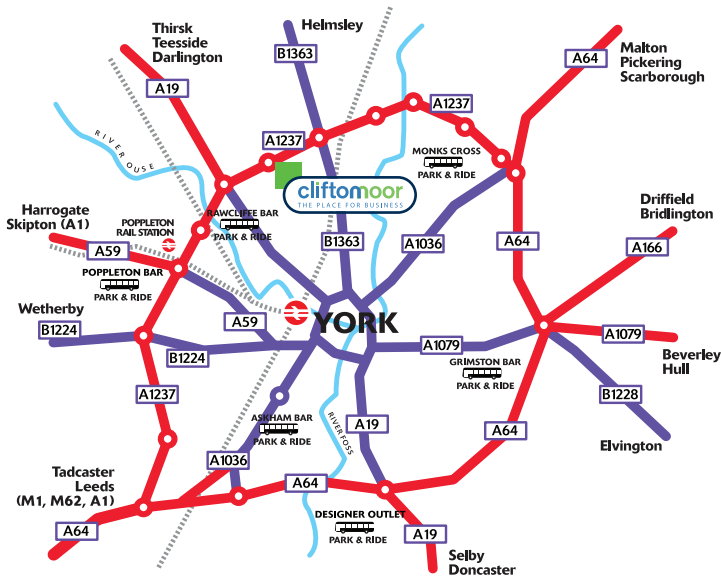 Thirsk
Teesside
Darlington
Helmsley
B1363
A64
Malton
Pickering
Scarborough
A19
A1237
A1237
RIVER OUSE
MONKS CROSS
PARK & RIDE
cliftonmoor
THE PLACE FOR BUSINESS
Harrogate
Skipton (A1)
POPPLETON
RAIL STATION
RAWCLIFFE BAR
PARK & RIDE
Driffield
Bridlington
A59
B1363
A1036
A64
A166
POPPLETON BAR
PARK & RIDE
Wetherby
B1224
A59
YORK
A1079
A1079
B1224
Beverley
Hull
GRIMSTON BAR
PARK & RIDE
A1237
B1228
ASKHAM BAR
PARK & RIDE
RIVER FOSS
A19
A64
Elvington
A1036
Tadcaster
Leeds
(M1, M62, A1)
A64
A64
DESIGNER OUTLET
PARK & RIDE
A19
Selby
Doncaster